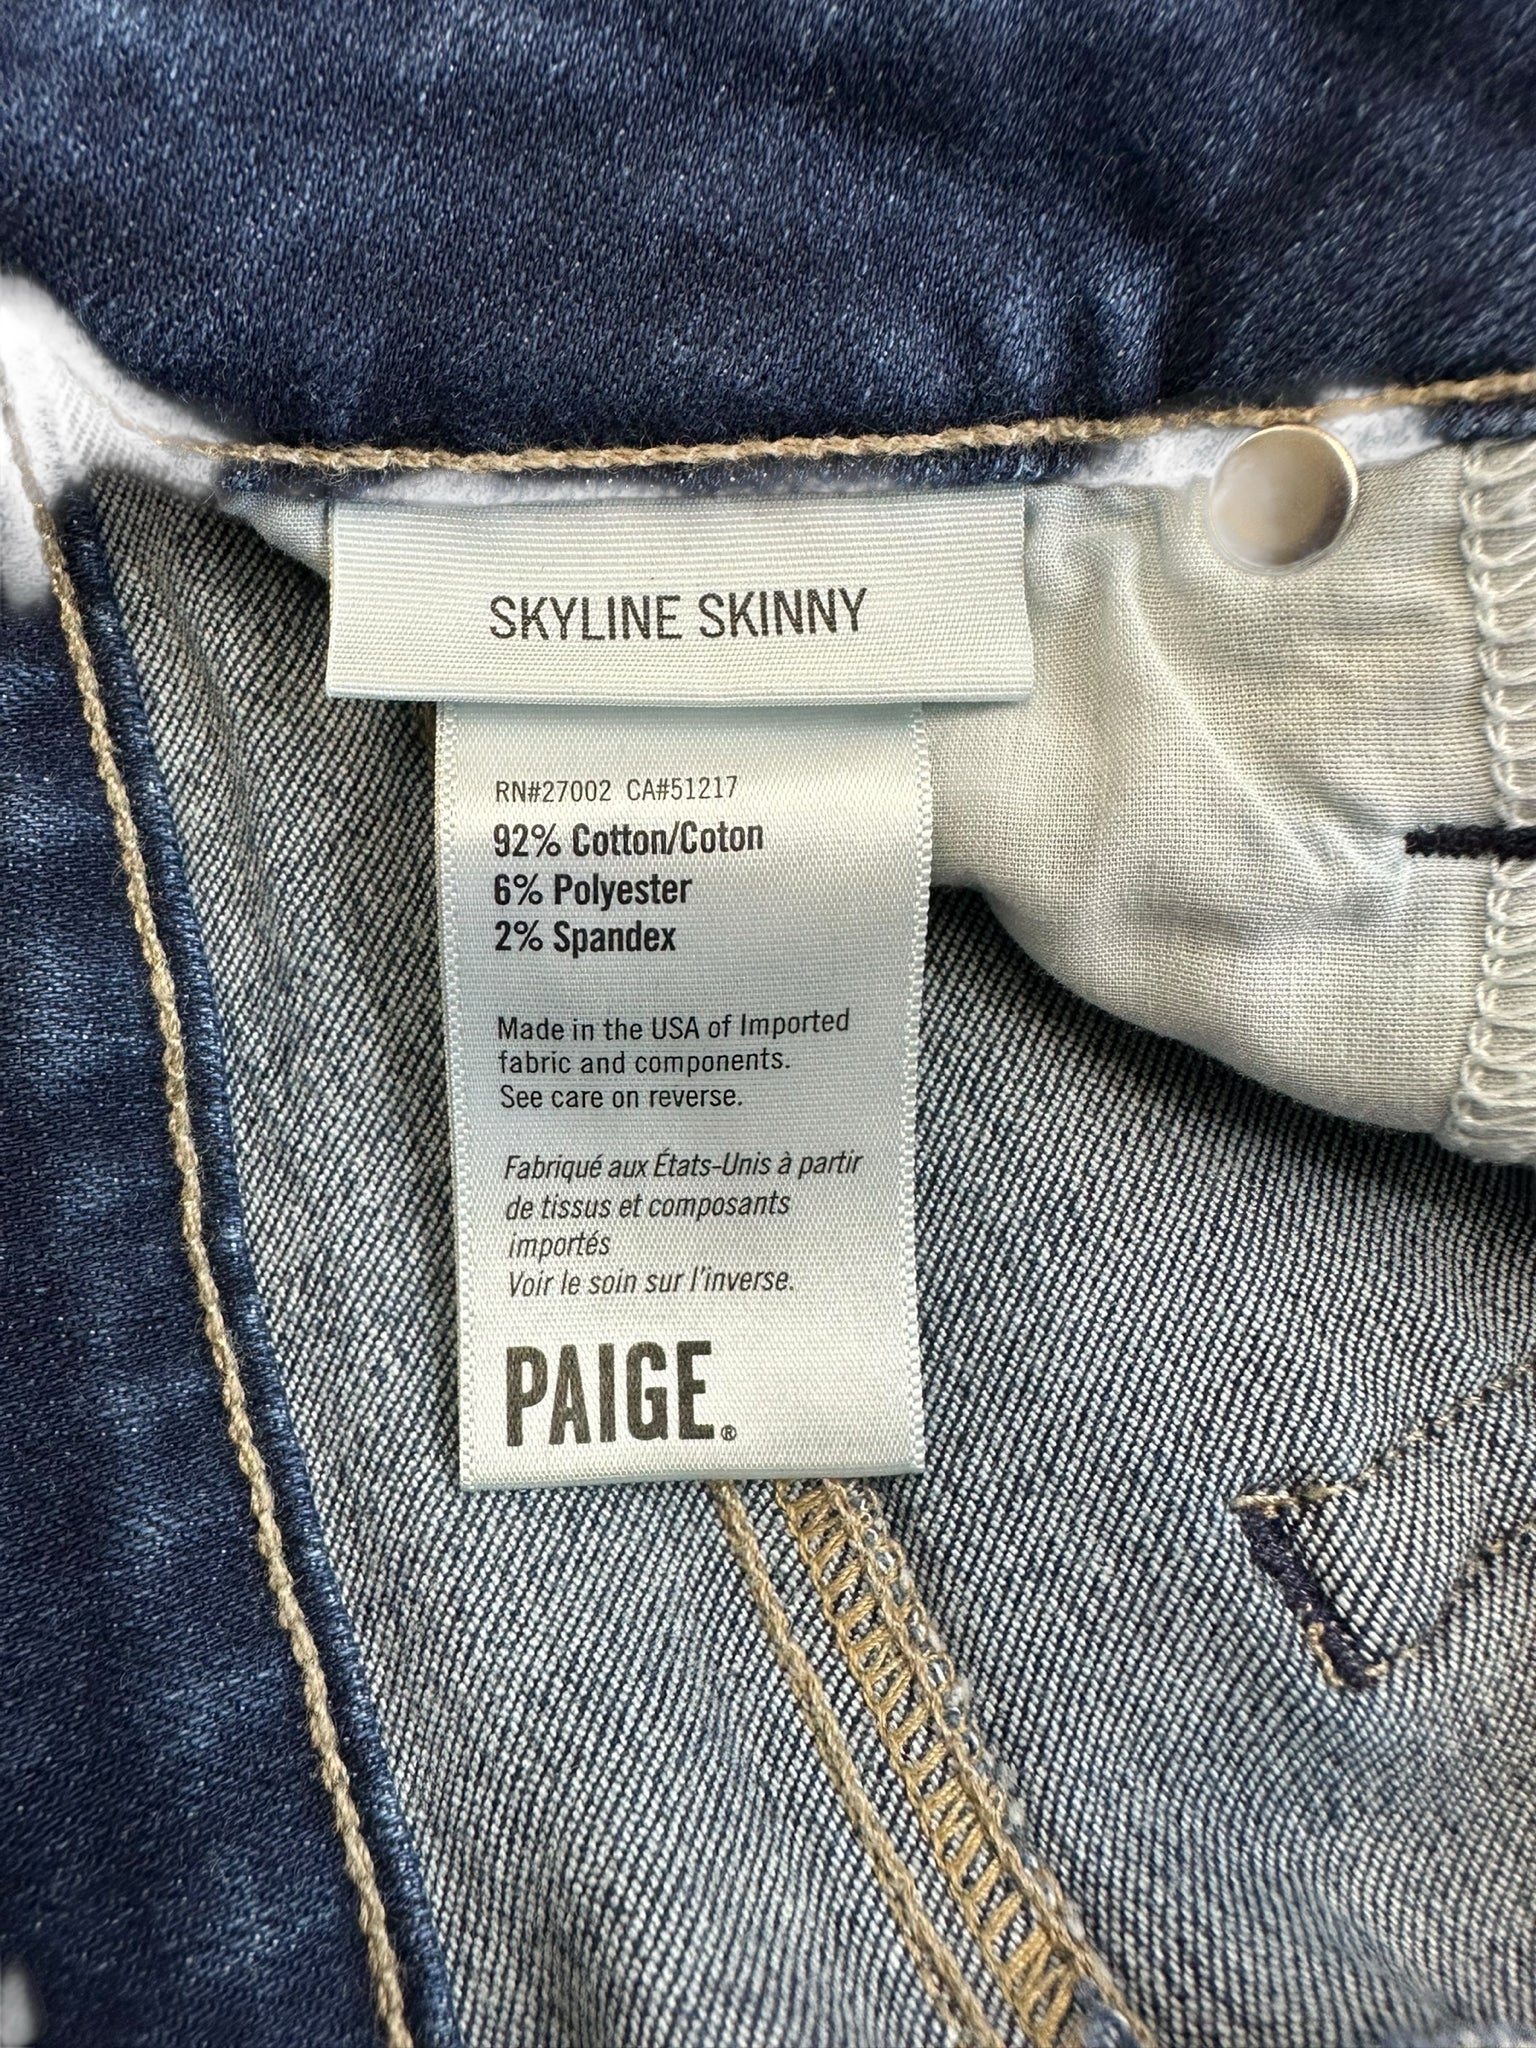 SKYLINE SKINNY
RN#27002 CA#51217
92% Cotton/Coton
6% Polyester
2% Spandex
Made in the USA of Imported
fabric and components.
See care on reverse.
Fabriqué aux États-Unis à partir
de tissus et composants
importés
Voir le soin sur l'inverse.
PAIGE®